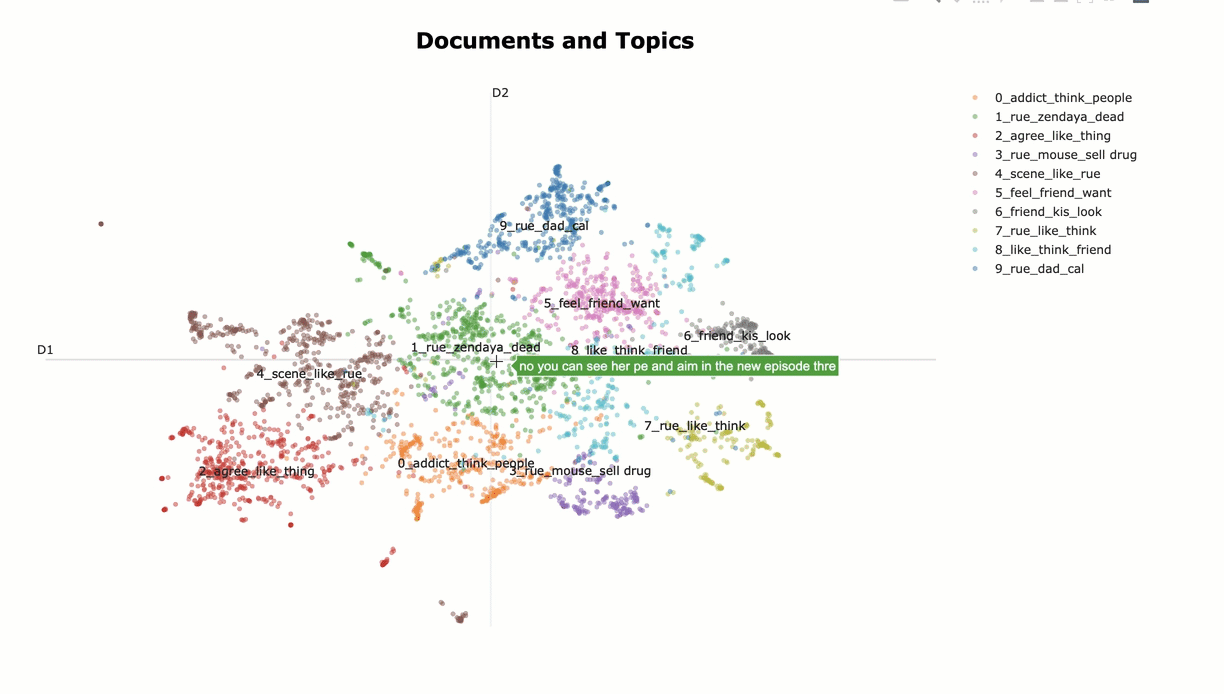 Documents and Topics
D2
0_addict_think_people
1_rue_zendaya_dead
2_agree_like_thing
3_rue_mouse_sell drug
4_scene_like_rue
5_feel_friend_want
6_friend_kis_look
7_rue_like_think
8_like_think_friend
9_rue_dad_cal
9_rue_dad_cal
5_feel_friend_want
6_friend_kis_look
D1
1_rue_zendaya_dead
8_like_think_friend
no you can see her pe and aim in the new episode thre
4_scene_like_rue
7_rue_like_think
2_agree_like_thing
0_addict_think_people
3_rue_mouse_sell drug